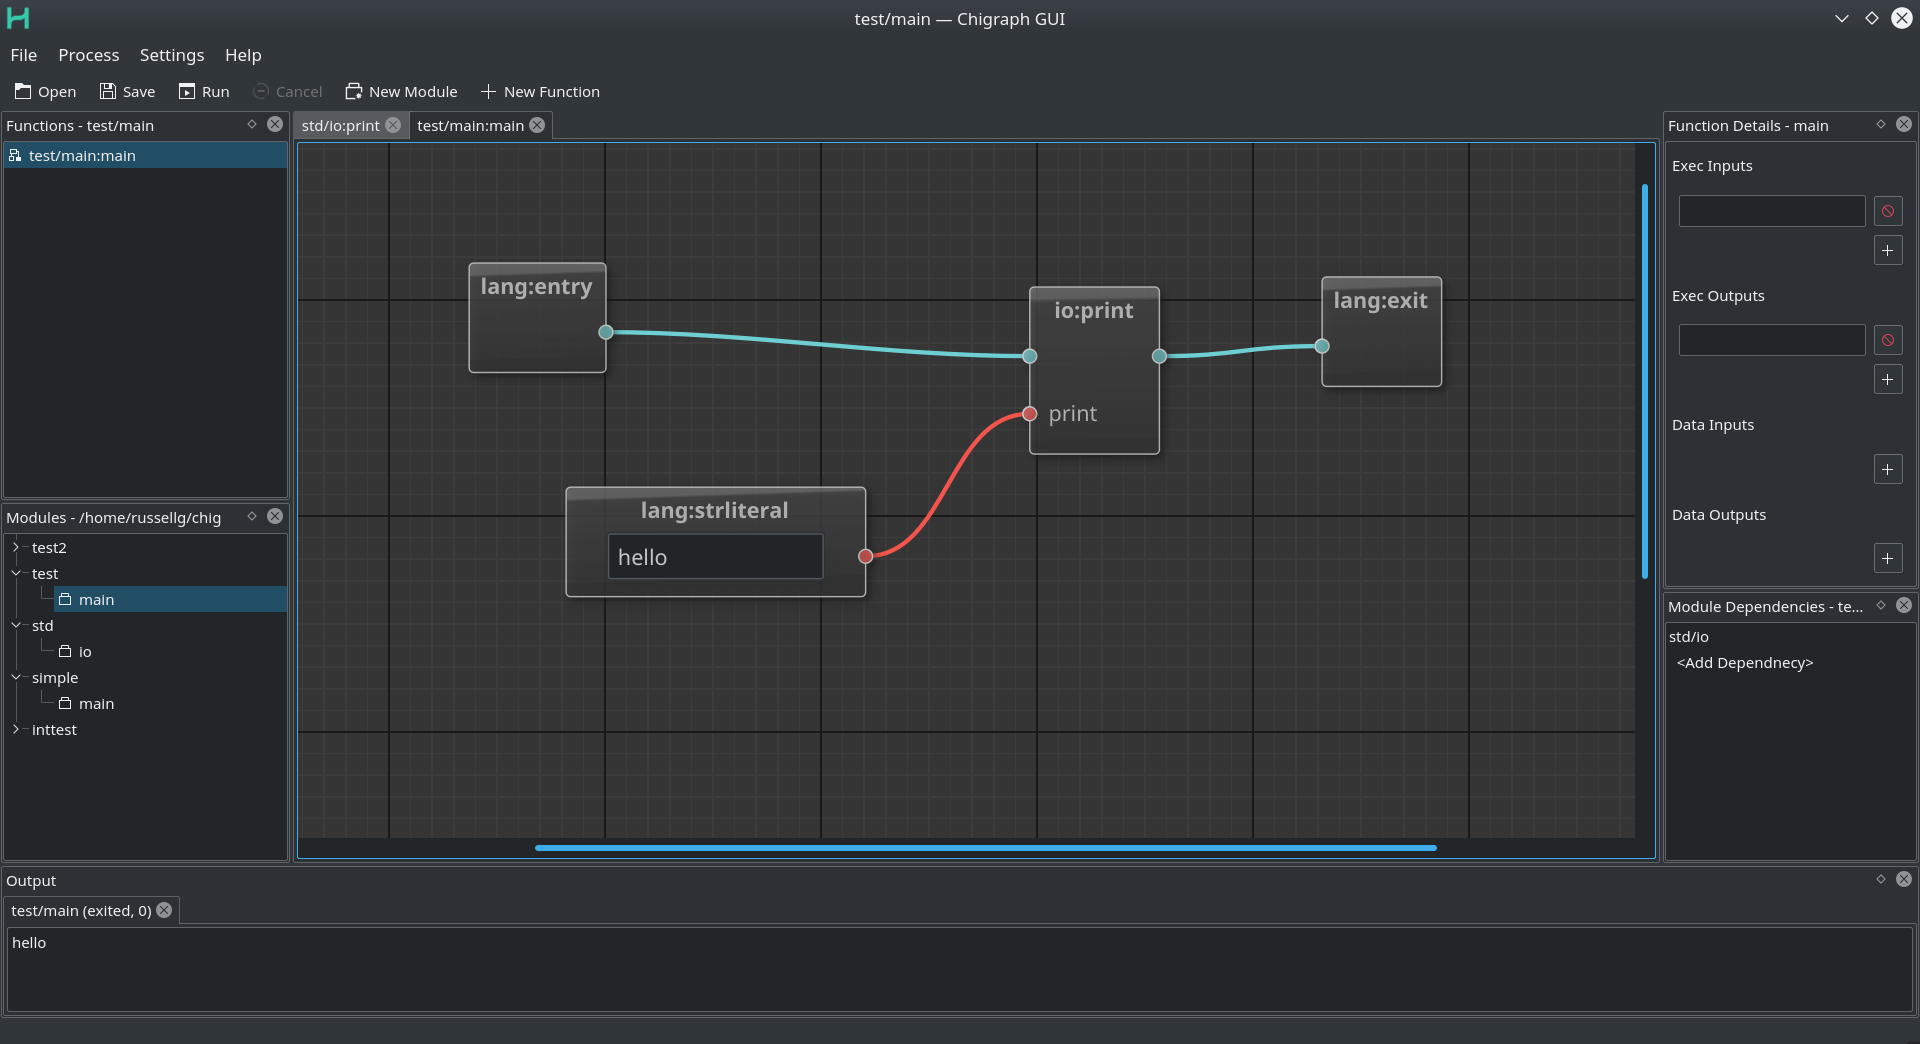 test/main — Chigraph GUI
File Process Settings Help
Open Save Run Cancel New Module New Function
Functions - test/main
test/main:main
Modules - /home/russellg/chig
test2
test
main
std
io
simple
main
inttest
std/io:print test/main:main
lang:entry
io:print
print
lang:exit
lang:strliteral
hello
Function Details - main
Exec Inputs
Exec Outputs
Data Inputs
Data Outputs
Module Dependencies - te...
std/io
<Add Dependnecy>
Output
test/main (exited, 0)
hello